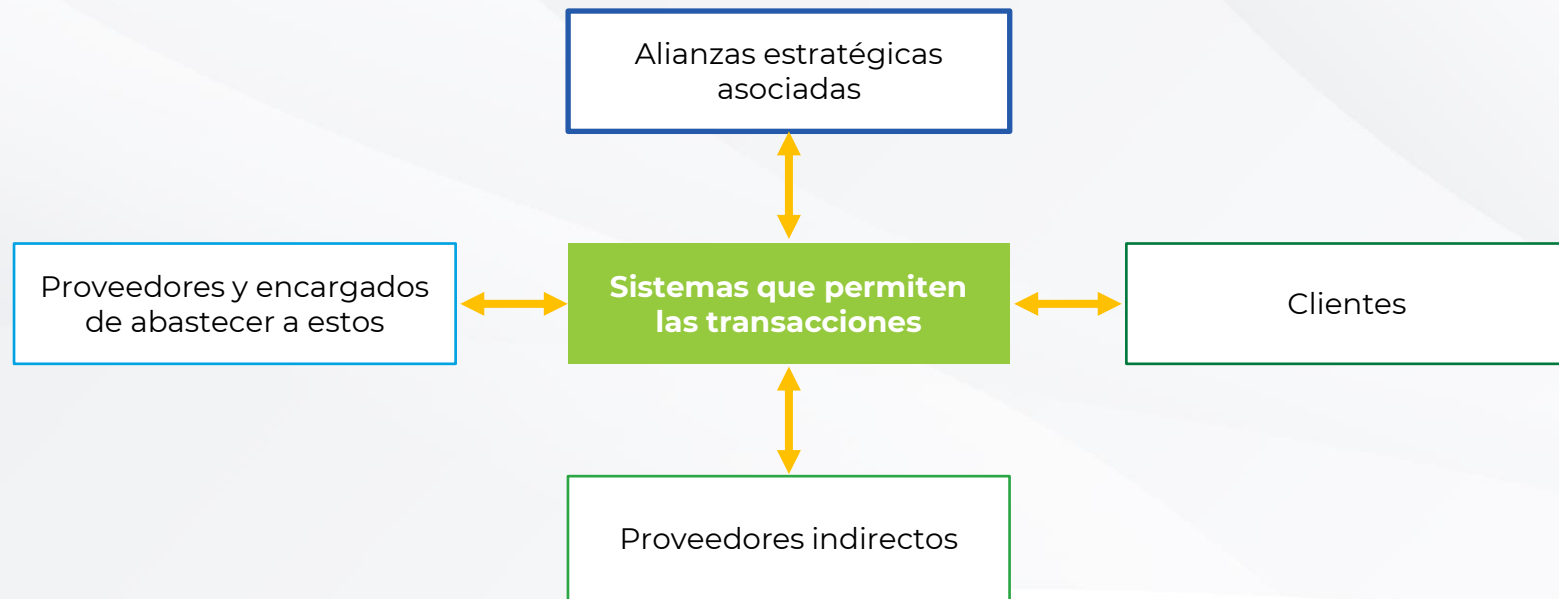 Alianzas estratégicas
asociadas
Proveedores y encargados
de abastecer a estos
Sistemas que permiten
las transacciones
Clientes
Proveedores indirectos